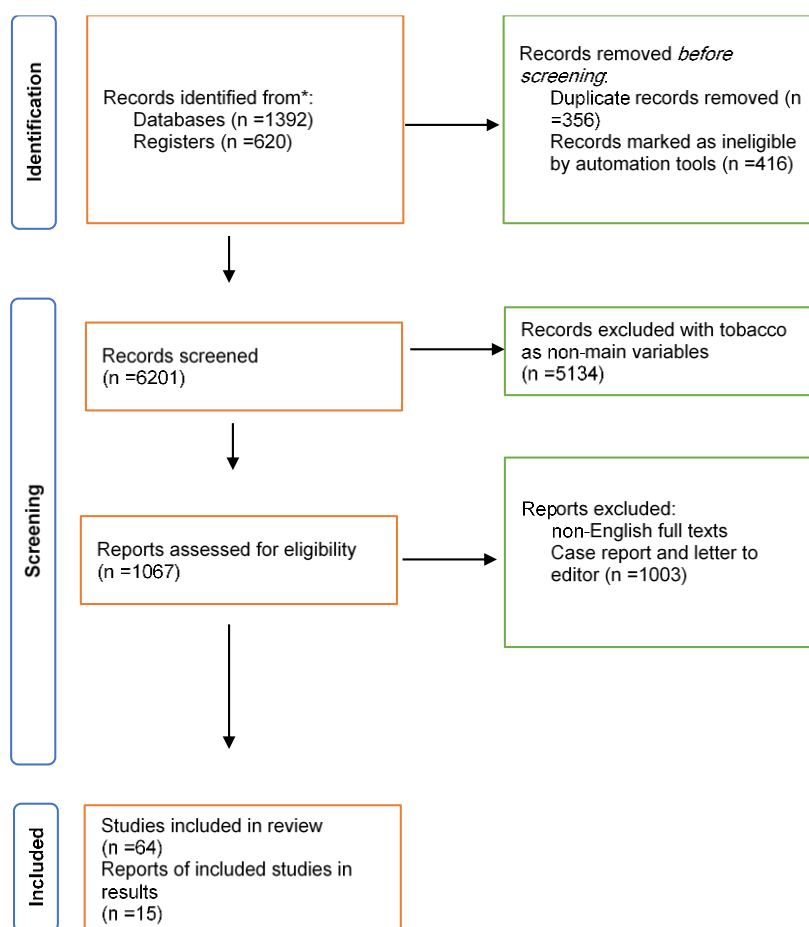 Identification
Records identified from*:
Databases (n =1392)
Registers (n =620)
Records removed before
screening:
Duplicate records removed (n
=356)
Records marked as ineligible
by automation tools (n =416)
Screening
Records screened
(n =6201)
Records excluded with tobacco
as non-main variables
(n =5134)
Reports assessed for eligibility
(n =1067)
Reports excluded:
non-English full texts
Case report and letter to
editor (n =1003)
Included
Studies included in review
(n =64)
Reports of included studies in
results
(n =15)